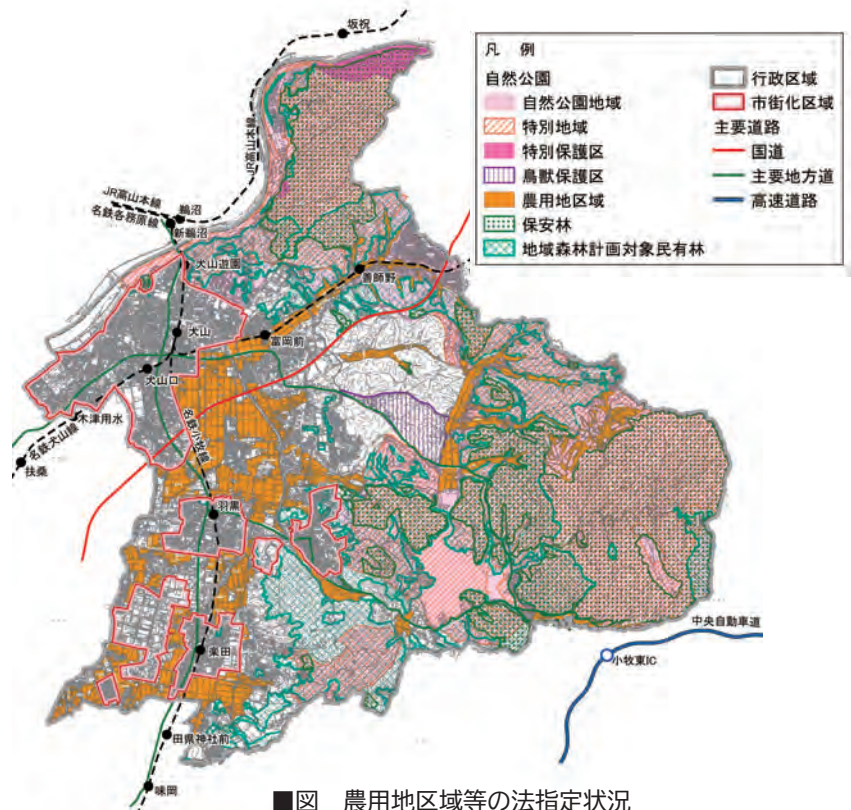 坂祝
凡 例
自然公園
自然公園地域
特別地域
特別保護区
鳥獣保護区
農用地区域
保安林
地域森林計画対象民有林
行政区域
市街化区域
主要道路
国道
主要地方道
高速道路
JR高山本線
JR高山本線
名鉄各務原線
鵜沼
新鵜沼
犬山遊園
善師野
犬山
富岡前
犬山口
木津用水
名鉄犬山線
扶桑
名鉄小牧線
羽黒
楽田
中央自動車道
小牧東IC
田県神社前
味岡
■図 農用地区域等の法指定状況